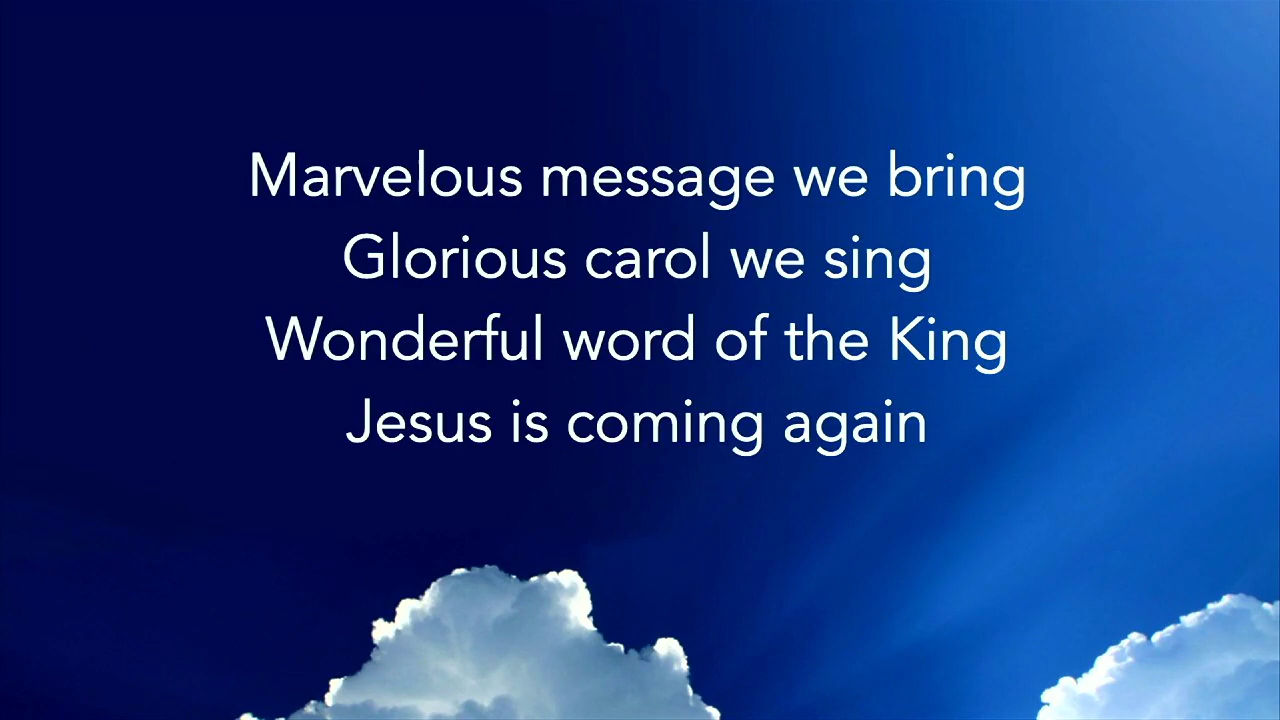 Marvelous message we bring
Glorious carol we sing
Wonderful word of the King
Jesus is coming again